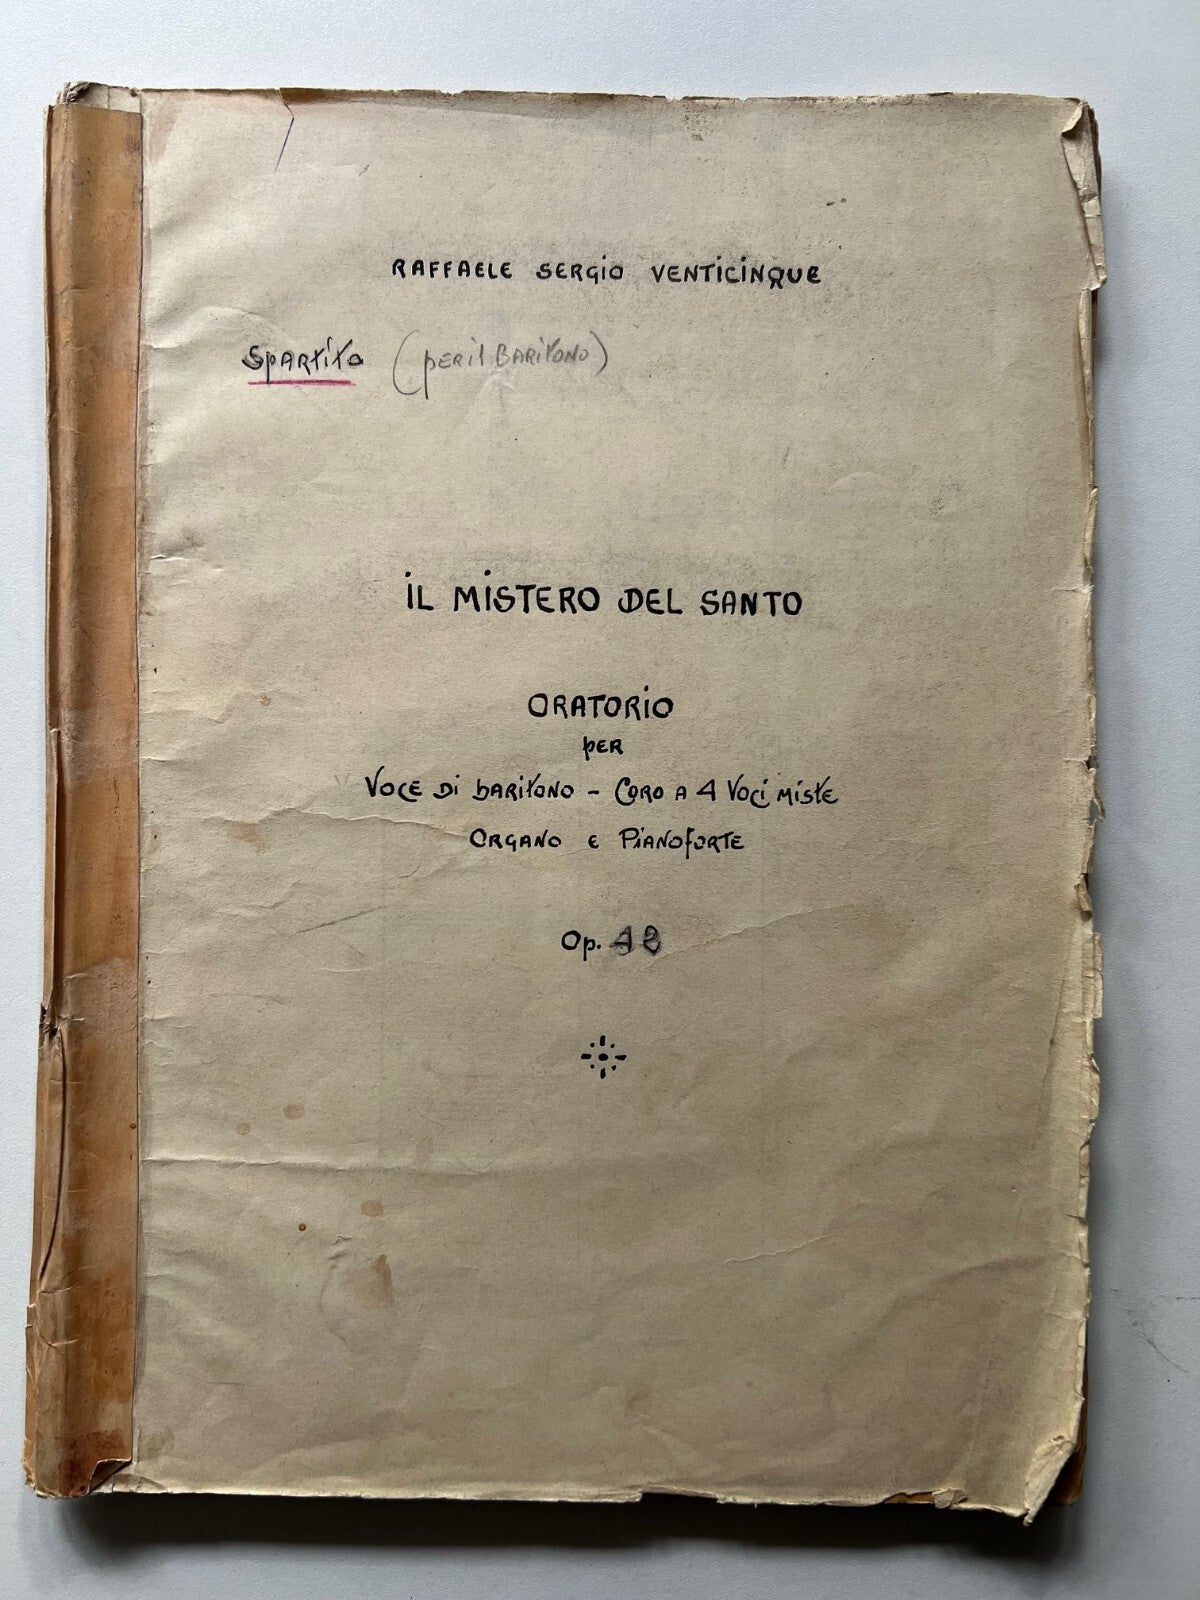 RAFFAELE SERGIO VENTICINQUE
Spartito (per il Baritono)
IL MISTERO DEL SANTO
ORATORIO
per
Voce di baritono - Coro a 4 Voci miste
Organo e Pianoforte
Op.